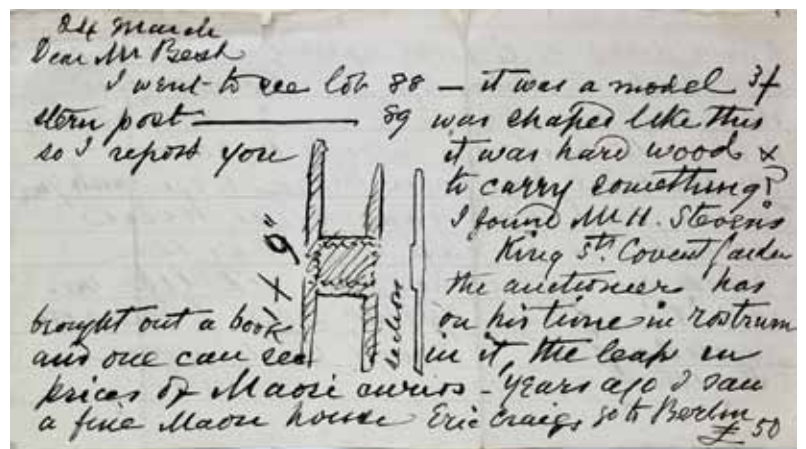 24 March
Dear Mr Beasl
I went to see lot 88 — it was a model
stern post ——— 89 was shaped like this
so I report you it was hard wood &
to carry something?
I found Mr H. Stevens
King St. Covent Garden
the auctioneer has
+ 9"
section
brought out a book on his time in rostrum
and one can see in it, the leap in
prices of Maori curios - years ago I saw
a fine Maori house Eric Craigs, go to Berlin
£50